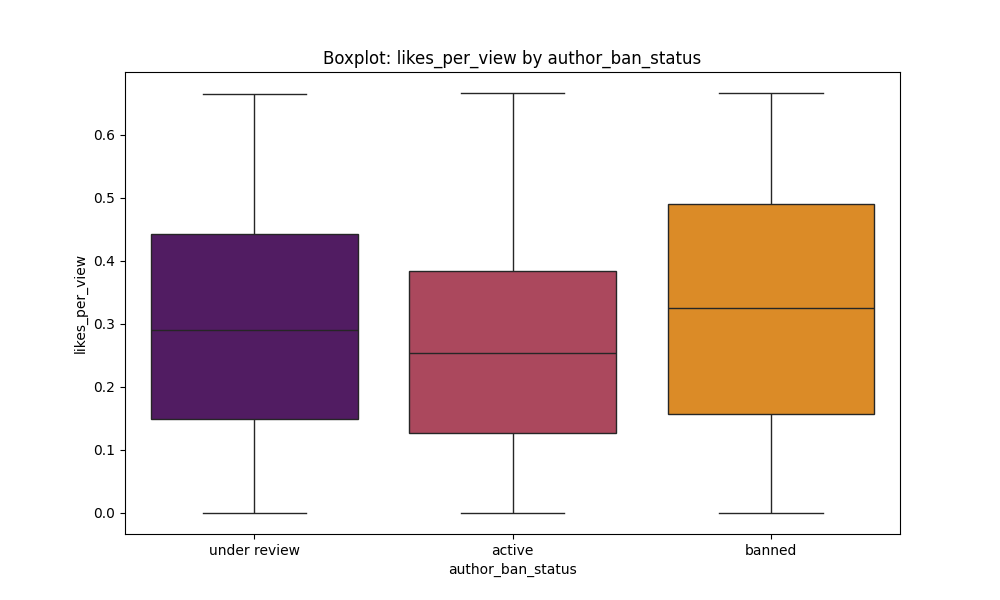 Boxplot: likes_per_view by author_ban_status
likes_per_view
0.6
0.5
0.4
0.3
0.2
0.1
0.0
under review
active
banned
author_ban_status